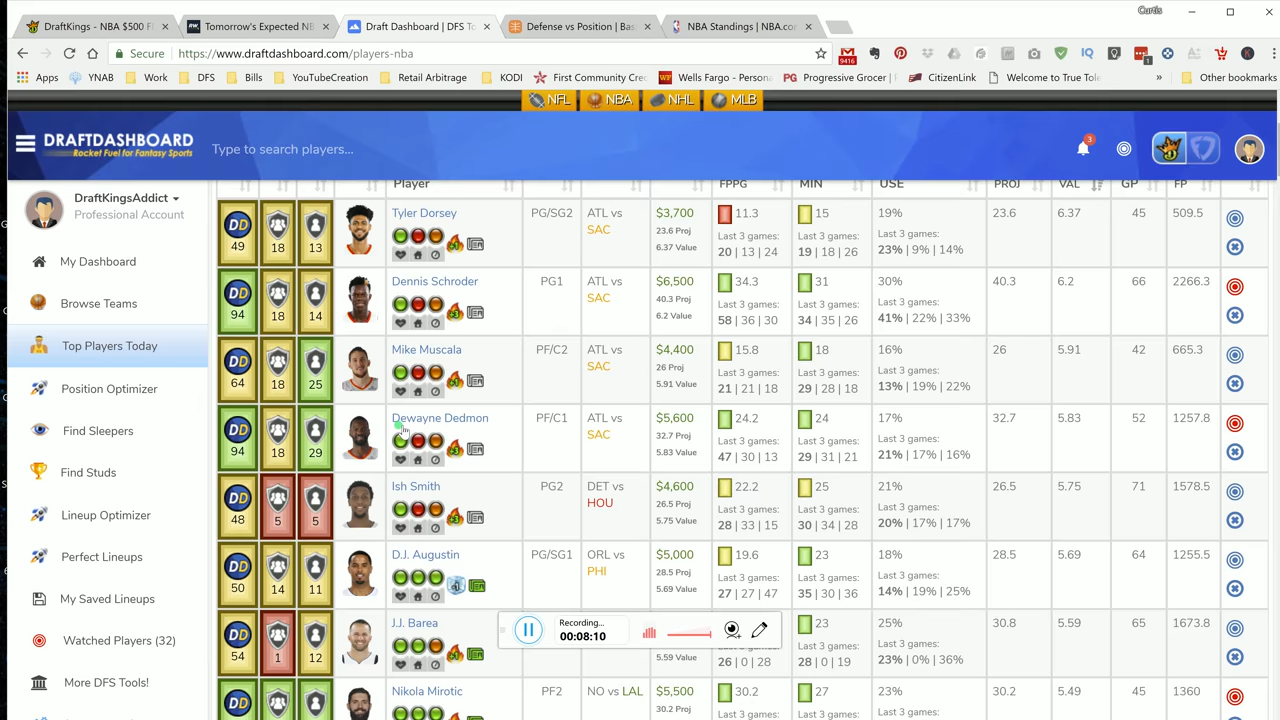 Curtis
DraftKings - NBA $500 F
Tomorrow's Expected NB
Draft Dashboard | DFS To
Defense vs Position | Bas
NBA Standings | NBA.co
Secure
https://www.draftdashboard.com/players-nba
9416
Apps YNAB Work DFS Bills YouTubeCreation Retail Arbitrage KODI First Community Cre Wells Fargo - Persona PG Progressive Grocer CitizenLink Welcome to True Tole » Other bookmarks
NFL NBA NHL MLB
DRAFTDASHBOARD
Rocket Fuel for Fantasy Sports
Type to search players...
3
DraftKingsAddict
Professional Account
My Dashboard
Browse Teams
Top Players Today
Position Optimizer
Find Sleepers
Find Studs
Lineup Optimizer
Perfect Lineups
My Saved Lineups
Watched Players (32)
More DFS Tools!
Player FPPG MIN USE PROJ VAL GP FP
DD 49 18 13 Tyler Dorsey PG/SG2 ATL vs SAC $3,700 11.3 15 19% 23.6 6.37 45 509.5
23.6 Proj Last 3 games: Last 3 games: Last 3 games:
6.37 Value 20 | 13 | 24 19 | 18 | 26 23% | 9% | 14%
DD 94 18 14 Dennis Schroder PG1 ATL vs SAC $6,500 34.3 31 30% 40.3 6.2 66 2266.3
40.3 Proj Last 3 games: Last 3 games: Last 3 games:
6.2 Value 58 | 36 | 30 34 | 35 | 26 41% | 22% | 33%
DD 64 18 25 Mike Muscala PF/C2 ATL vs SAC $4,400 15.8 18 16% 26 5.91 42 665.3
26 Proj Last 3 games: Last 3 games: Last 3 games:
5.91 Value 21 | 21 | 18 29 | 28 | 18 13% | 19% | 22%
DD 94 18 29 Dewayne Dedmon PF/C1 ATL vs SAC $5,600 24.2 24 17% 32.7 5.83 52 1257.8
32.7 Proj Last 3 games: Last 3 games: Last 3 games:
5.83 Value 47 | 30 | 13 29 | 31 | 21 21% | 17% | 16%
DD 48 5 5 Ish Smith PG2 DET vs HOU $4,600 22.2 25 21% 26.5 5.75 71 1578.5
26.5 Proj Last 3 games: Last 3 games: Last 3 games:
5.75 Value 28 | 33 | 15 30 | 34 | 28 20% | 17% | 17%
DD 50 14 11 D.J. Augustin PG/SG1 ORL vs PHI $5,000 19.6 23 18% 28.5 5.69 64 1255.5
28.5 Proj Last 3 games: Last 3 games: Last 3 games:
5.69 Value 27 | 27 | 47 35 | 30 | 36 14% | 19% | 25%
DD 54 1 12 J.J. Barea 23 25% 30.8 5.59 65 1673.8
Last 3 games:
5.59 Value 26 | 0 | 28 28 | 0 | 19 23% | 0% | 36%
Recording...
00:08:10
DD Nikola Mirotic PF2 NO vs LAL $5,500 30.2 27 23% 30.2 5.49 45 1360
30.2 Proj Last 3 games: Last 3 games: Last 3 games: